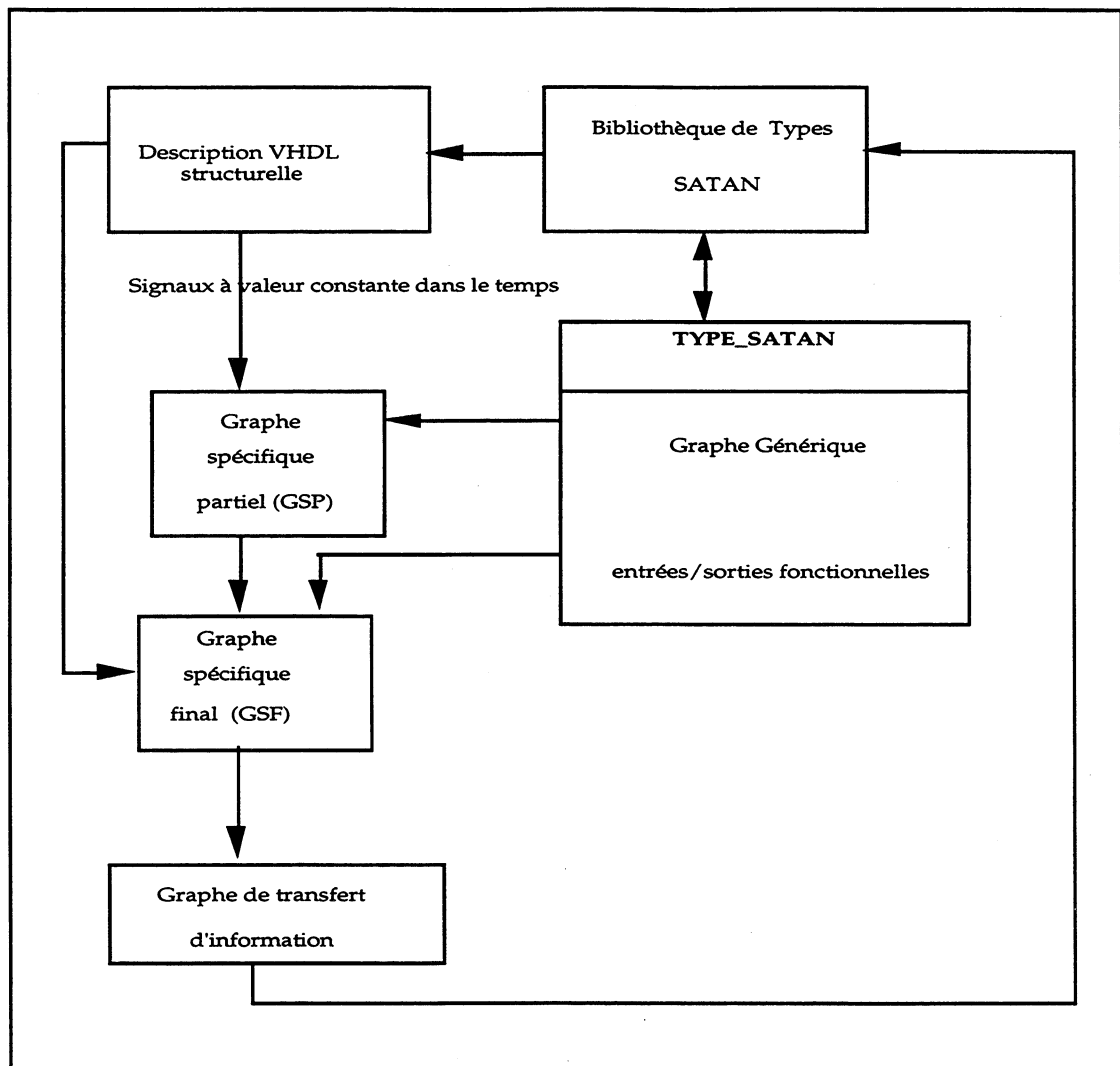 Description VHDL
structurelle
Bibliothèque de Types
SATAN
Signaux à valeur constante dans le temps
TYPE_SATAN
Graphe Générique
entrées/sorties fonctionnelles
Graphe
spécifique
partiel (GSP)
Graphe
spécifique
final (GSF)
Graphe de transfert
d'information